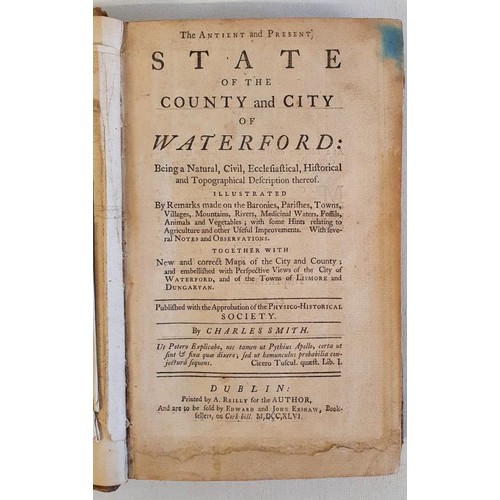 The Antient and Present,
STATE
OF THE
COUNTY and CITY
OF
WATERFORD:
Being a Natural, Civil, Ecclesiastical, Historical
and Topographical Description thereof.
ILLUSTRATED
By Remarks made on the Baronies, Parishes, Towns,
Villages, Mountains, Rivers, Medicinal Waters, Fossils,
Animals and Vegetables; with some Hints relating to
Agriculture and other Useful Improvements. With seve-
ral Notes and Observations.
TOGETHER WITH
New and correct Maps of the City and County;
and embellished with Perspective Views of the City of
Waterford, and of the Towns of Lismore and
Dungarvan.
Published with the Approbation of the Physico-Historical
SOCIETY.
By CHARLES SMITH.
Ut Potero Explicabo, nec tamen ut Pythius Apollo, certa ut
sint & fixa quæ dixero; sed ut homunculus probabilia con-
jecturâ sequens. Cicero Tuscul. quæst. Lib. I.
DUBLIN:
Printed by A. Reilly for the AUTHOR,
And are to be sold by Edward and John Exshaw, Book-
sellers, on Cork-hill. M,DCC,XLVI.